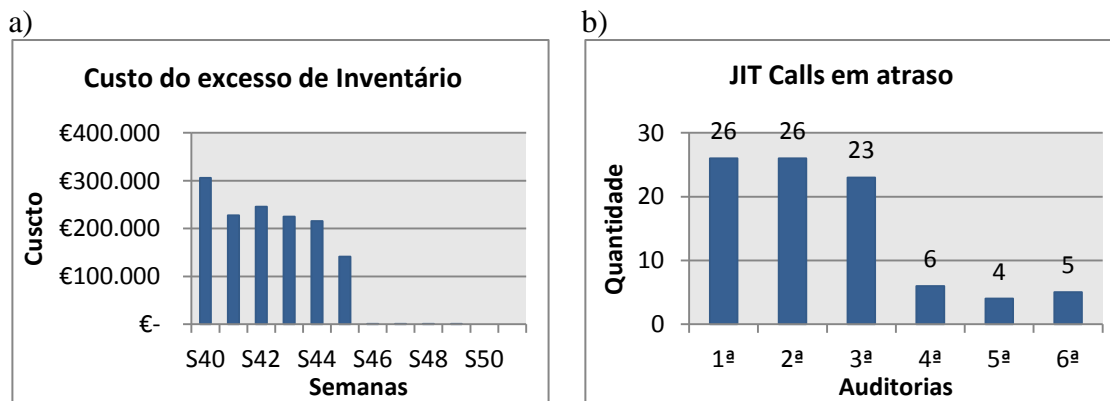 a)
Custo do excesso de Inventário
€400.000
€300.000
€200.000
€100.000
€-
Cuscto
S40 S42 S44 S46 S48 S50
Semanas
b)
JIT Calls em atraso
30
20
10
0
Quantidade
26 26 23 6 4 5
1ª 2ª 3ª 4ª 5ª 6ª
Auditorias